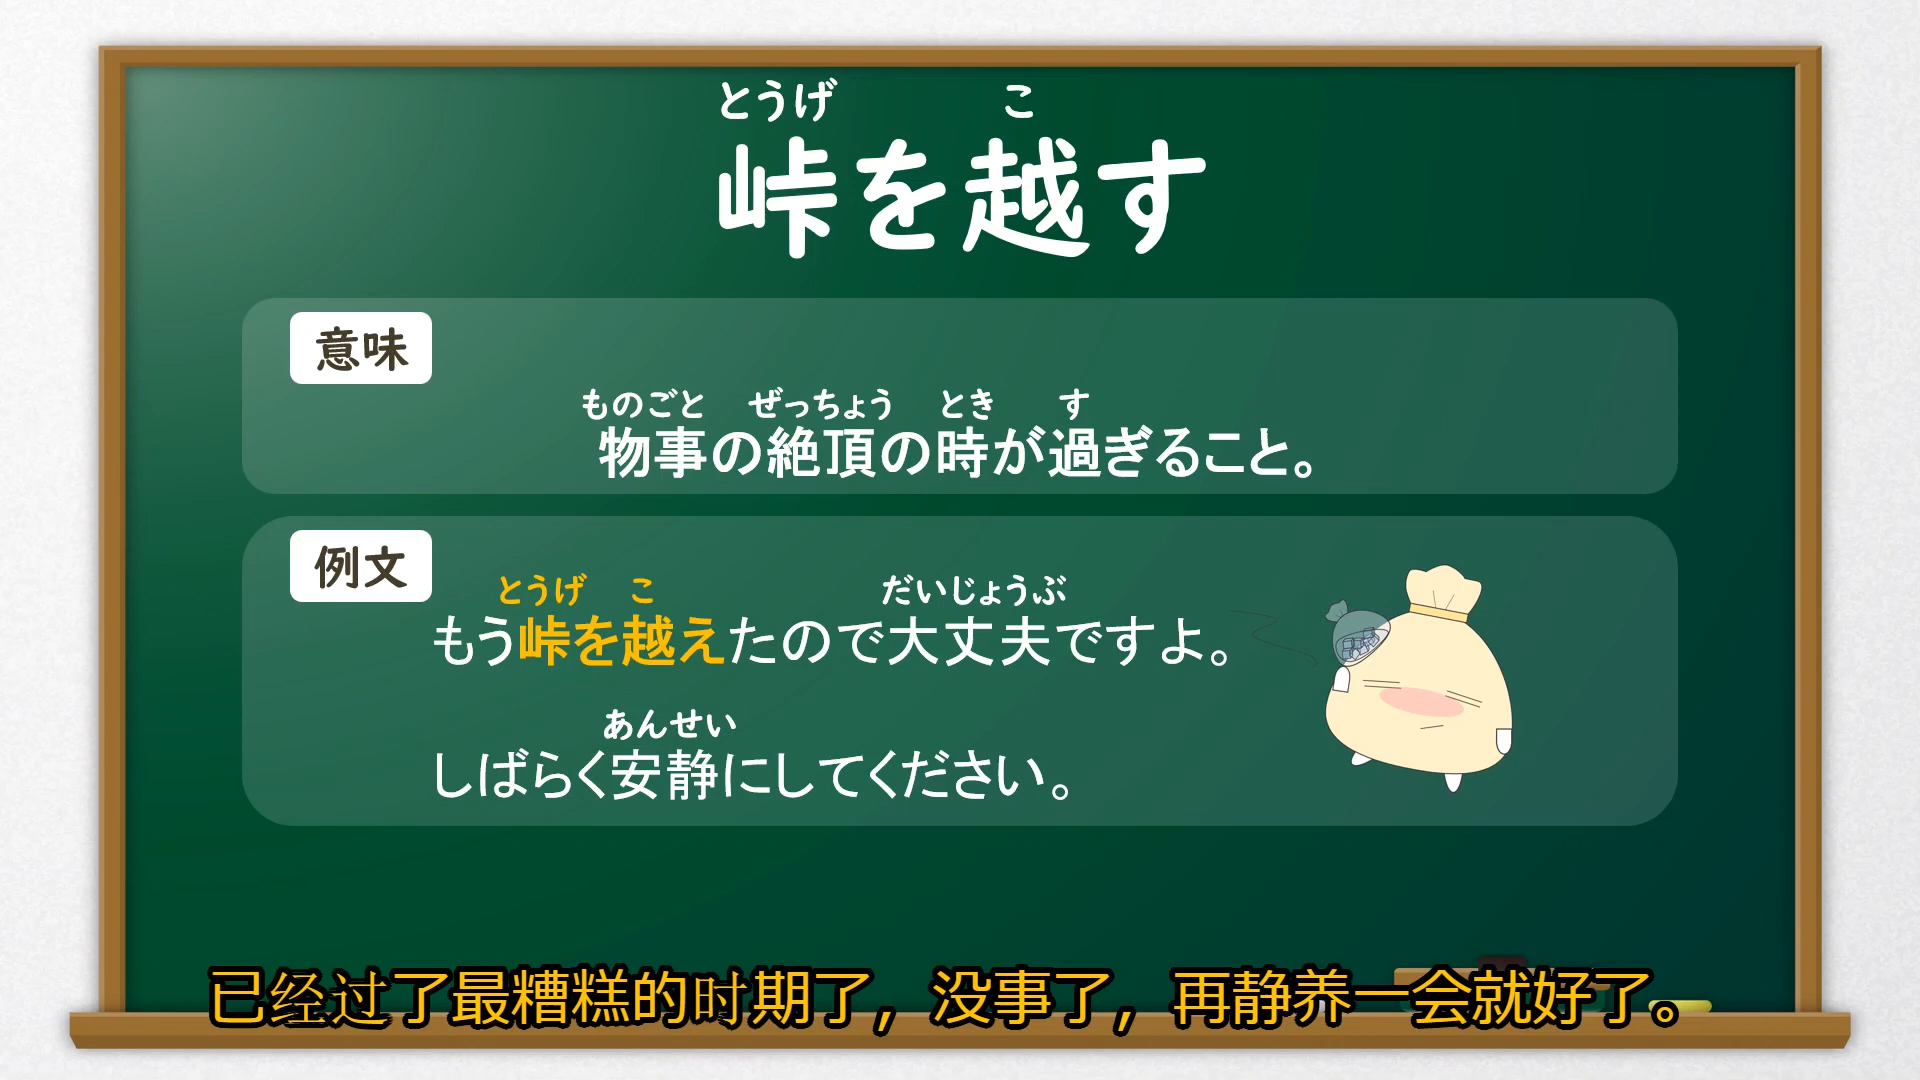 とうげ こ
峠を越す
意味
ものごと ぜっちょう とき す
物事の絶頂の時が過ぎること。
例文
とうげ こ だいじょうぶ
もう峠を越えたので大丈夫ですよ。
あんせい
しばらく安静にしてください。
已经过了最糟糕的时期了，没事了，再静养一会就好了。